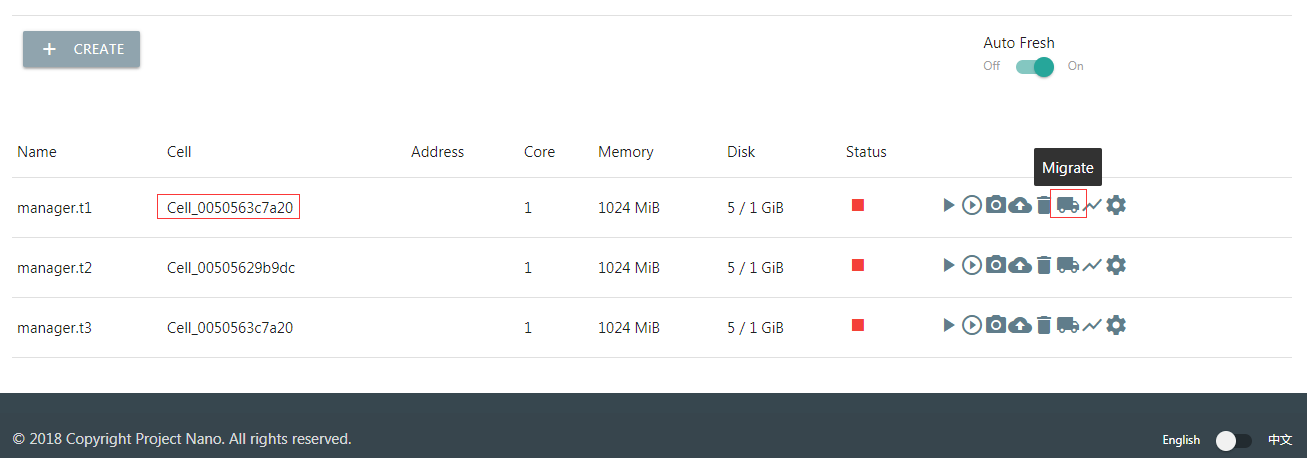 + CREATE
Auto Fresh
Off On
Name Cell Address Core Memory Disk Status
Migrate
manager.t1 Cell_0050563c7a20 1 1024 MiB 5 / 1 GiB
manager.t2 Cell_00505629b9dc 1 1024 MiB 5 / 1 GiB
manager.t3 Cell_0050563c7a20 1 1024 MiB 5 / 1 GiB
© 2018 Copyright Project Nano. All rights reserved.
English 中文